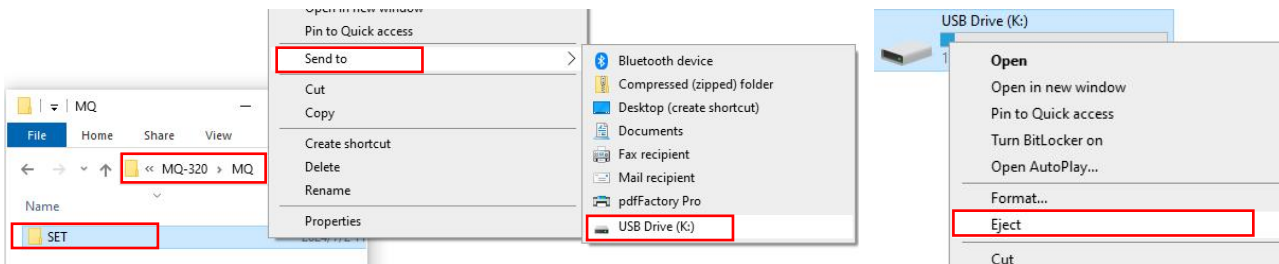 MQ
File Home Share View
« MQ-320 › MQ
Name
SET
Open in new window
Pin to Quick access
Send to
Cut
Copy
Create shortcut
Delete
Rename
Properties
Bluetooth device
Compressed (zipped) folder
Desktop (create shortcut)
Documents
Fax recipient
Mail recipient
pdfFactory Pro
USB Drive (K:)
USB Drive (K:)
1
Open
Open in new window
Pin to Quick access
Turn BitLocker on
Open AutoPlay...
Format...
Eject
Cut